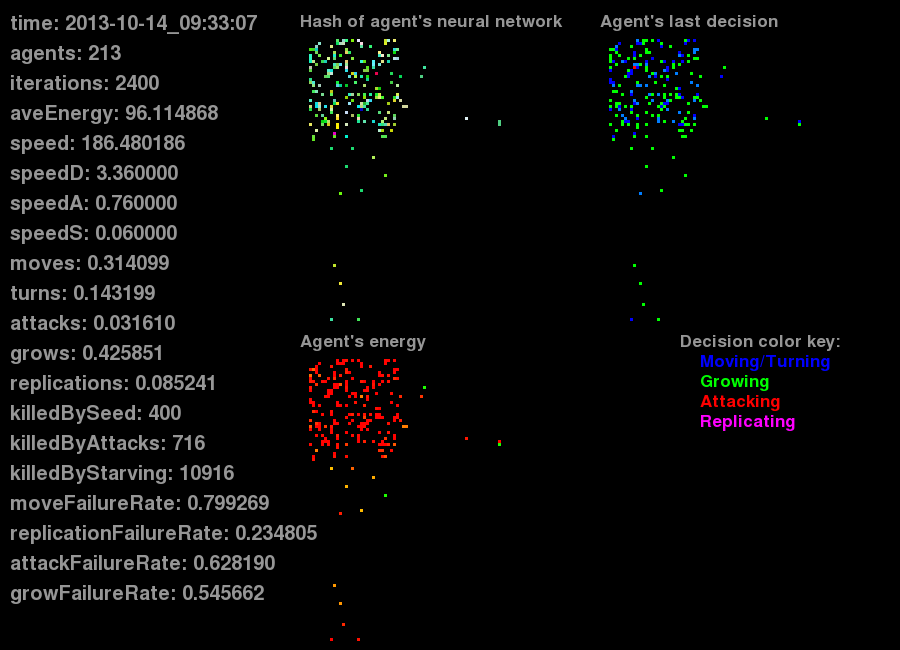 time: 2013-10-14_09:33:07
agents: 213
iterations: 2400
aveEnergy: 96.114868
speed: 186.480186
speedD: 3.360000
speedA: 0.760000
speedS: 0.060000
moves: 0.314099
turns: 0.143199
attacks: 0.031610
grows: 0.425851
replications: 0.085241
killedBySeed: 400
killedByAttacks: 716
killedByStarving: 10916
moveFailureRate: 0.799269
replicationFailureRate: 0.234805
attackFailureRate: 0.628190
growFailureRate: 0.545662
Hash of agent's neural network
Agent's last decision
Agent's energy
Decision color key:
Moving/Turning
Growing
Attacking
Replicating